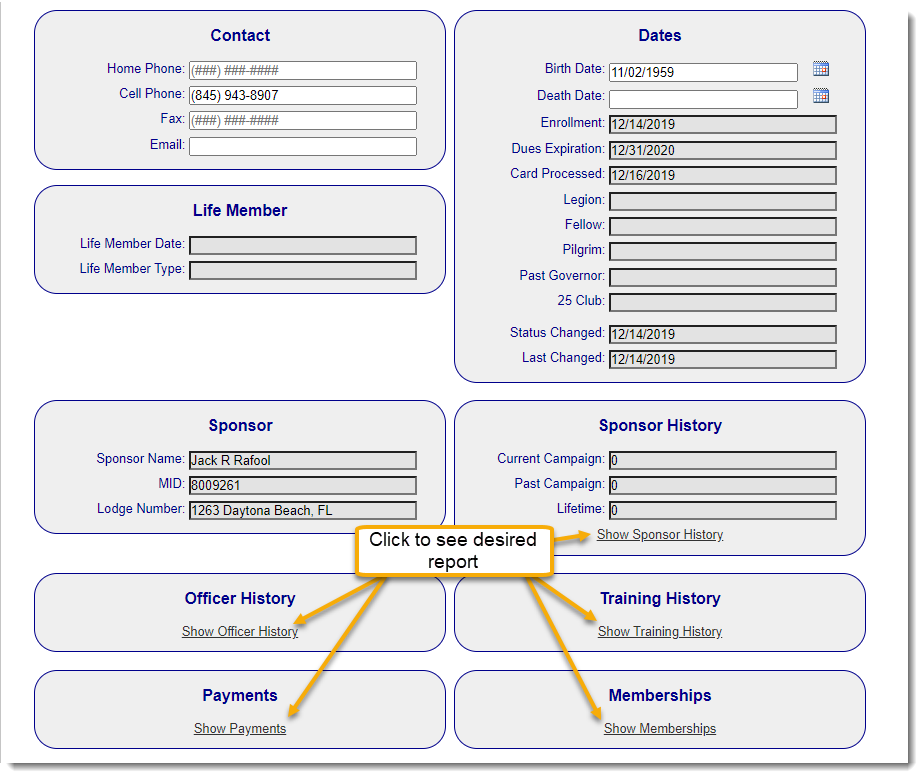 Contact
Home Phone: (###) ###-####
Cell Phone: (845) 943-8907
Fax: (###) ###-####
Email:
Dates
Birth Date: 11/02/1959
Death Date:
Enrollment: 12/14/2019
Dues Expiration: 12/31/2020
Card Processed: 12/16/2019
Legion:
Fellow:
Pilgrim:
Past Governor:
25 Club:
Status Changed: 12/14/2019
Last Changed: 12/14/2019
Life Member
Life Member Date:
Life Member Type:
Sponsor
Sponsor Name: Jack R Rafool
MID: 8009261
Lodge Number: 1263 Daytona Beach, FL
Sponsor History
Current Campaign: 0
Past Campaign: 0
Lifetime: 0
Show Sponsor History
Click to see desired
report
Officer History
Show Officer History
Training History
Show Training History
Payments
Show Payments
Memberships
Show Memberships